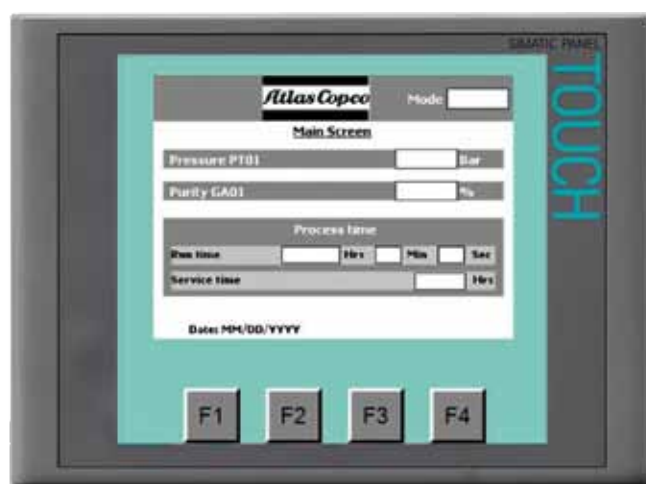 SIMATIC PANEL
TOUCH
Atlas Copco
Mode
Main Screen
Pressure PT01
Bar
Purity GA01
%
Process time
Run time Hrs Min Sec
Service time Hrs
Date: MM/DD/YYYY
F1 F2 F3 F4